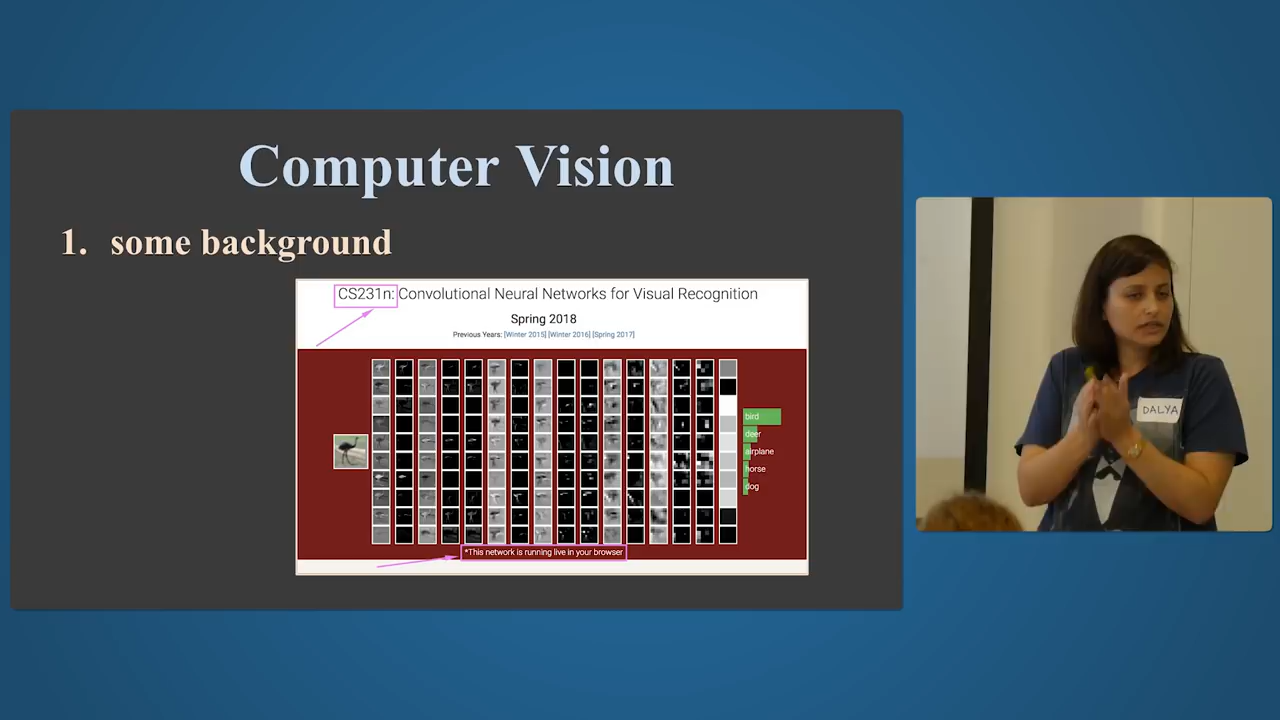 Computer Vision
1. some background
CS231n: Convolutional Neural Networks for Visual Recognition
Spring 2018
Previous Years: [Winter 2015] [Winter 2016] [Spring 2017]
bird
deer
airplane
horse
dog
*This network is running live in your browser
DALYA